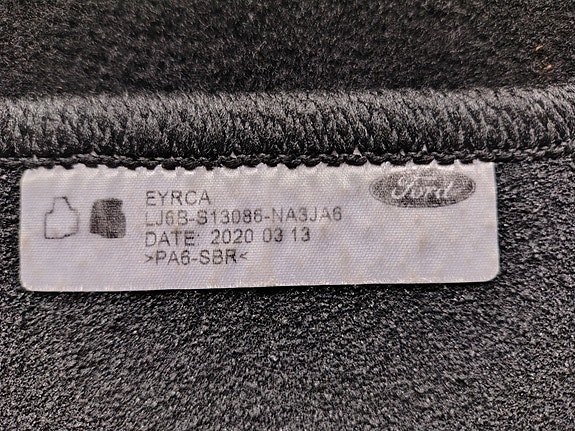 EYRCA
LJ6B-S13086-NA3JA6
DATE: 2020 03 13
>PA6-SBR<
Ford